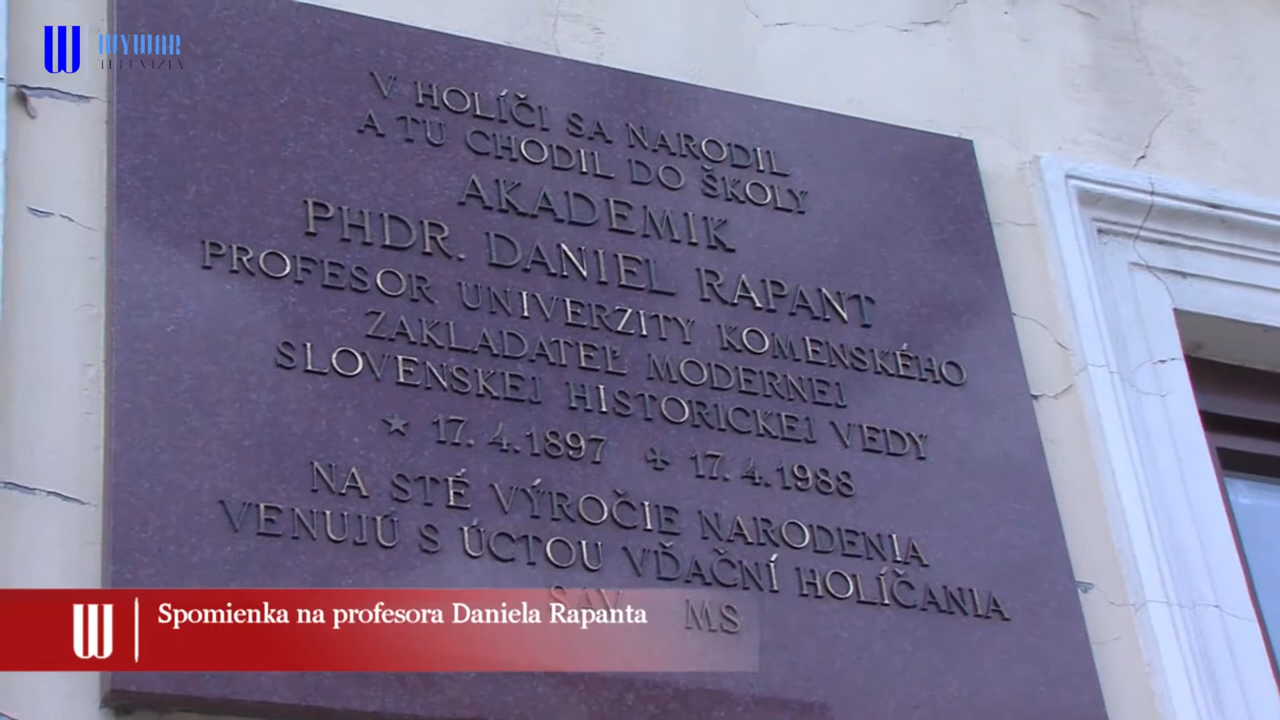 W WYWAR
TELEVÍZIA
V HOLÍČI SA NARODIL
A TU CHODIL DO ŠKOLY
AKADEMIK
PHDR. DANIEL RAPANT
PROFESOR UNIVERZITY KOMENSKÉHO
ZAKLADATEĽ MODERNEJ
SLOVENSKEJ HISTORICKEJ VEDY
* 17. 4. 1897 + 17. 4. 1988
NA STÉ VÝROČIE NARODENIA
VENUJÚ S ÚCTOU VĎAČNÍ HOLÍČANIA
SAV MS
W Spomienka na profesora Daniela Rapanta